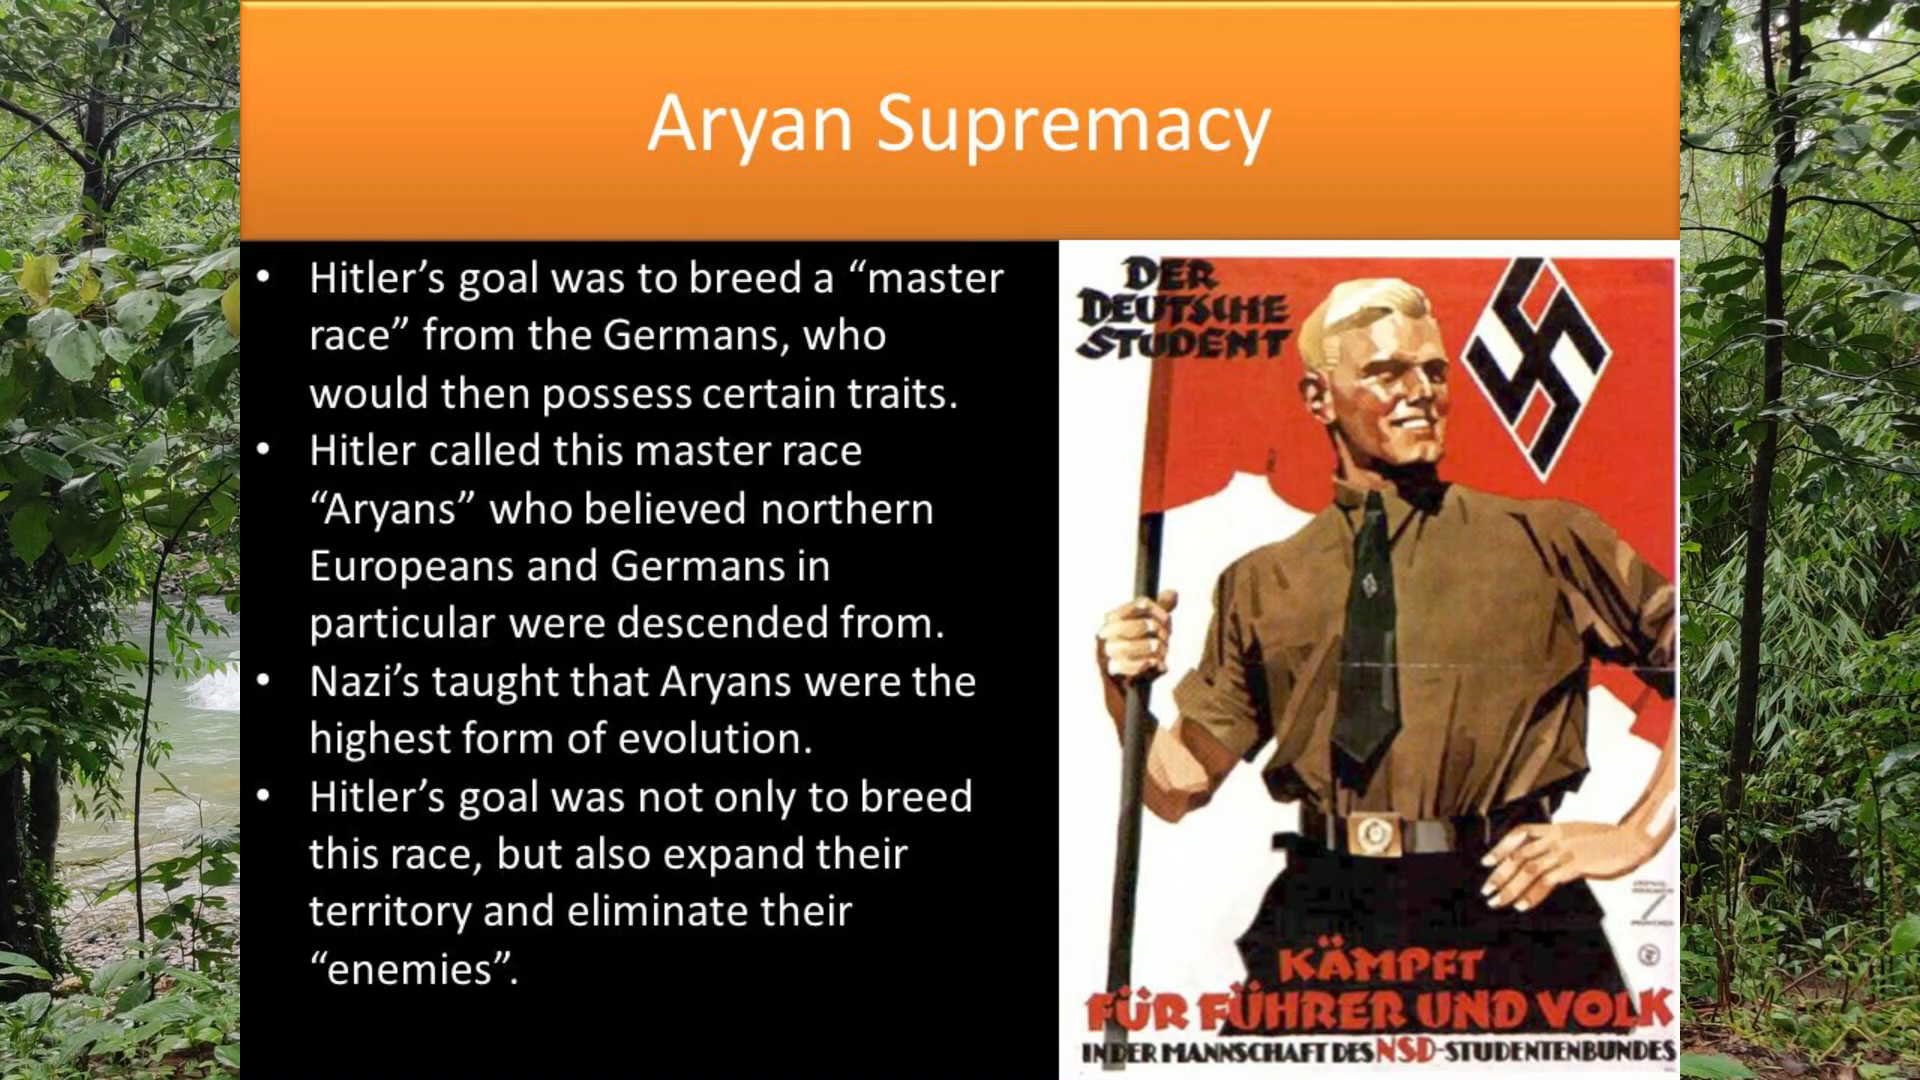 Aryan Supremacy
• Hitler’s goal was to breed a “master
race” from the Germans, who
would then possess certain traits.
• Hitler called this master race
“Aryans” who believed northern
Europeans and Germans in
particular were descended from.
• Nazi’s taught that Aryans were the
highest form of evolution.
• Hitler’s goal was not only to breed
this race, but also expand their
territory and eliminate their
“enemies”.
DER
DEUTSCHE
STUDENT
KÄMPFT
FÜR FÜHRER UND VOLK
IN DER MANNSCHAFT DES NSD-STUDENTENBUNDES